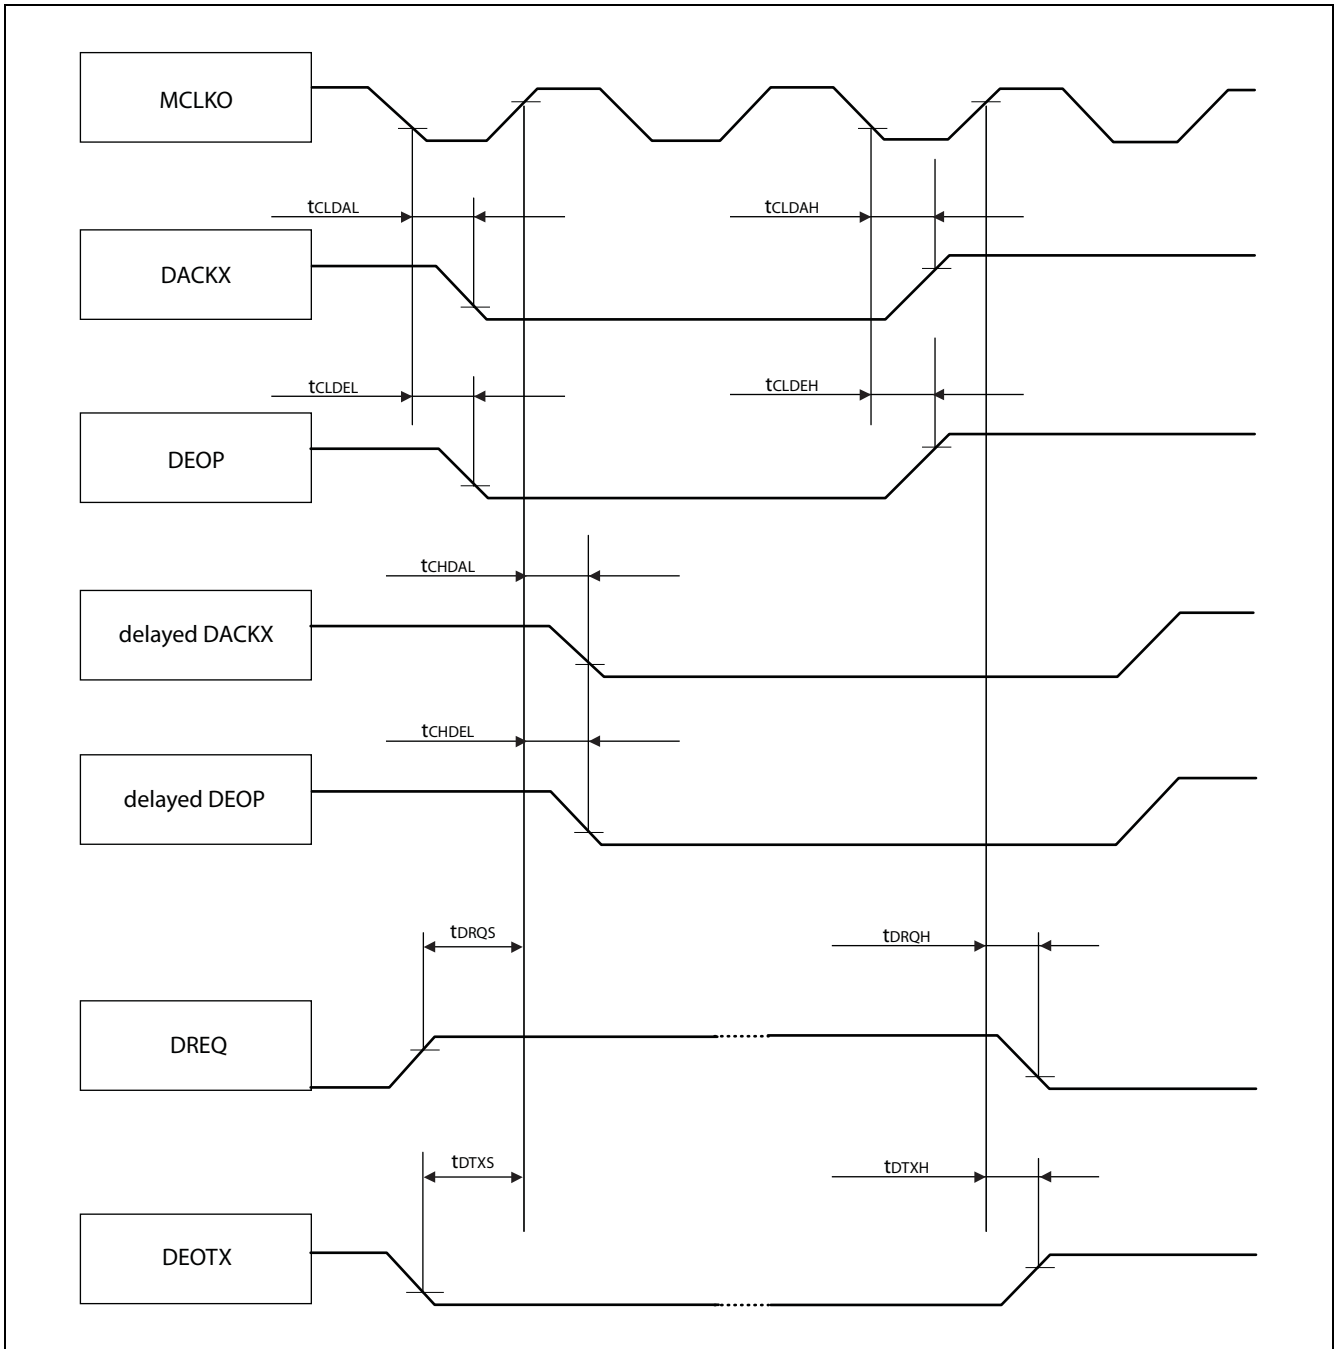 MCLKO
tCLDAL
tCLDAH
DACKX
tCLDEL
tCLDEH
DEOP
tCHDAL
delayed DACKX
tCHDEL
delayed DEOP
tDRQS
tDRQH
DREQ
tDTXS
tDTXH
DEOTX